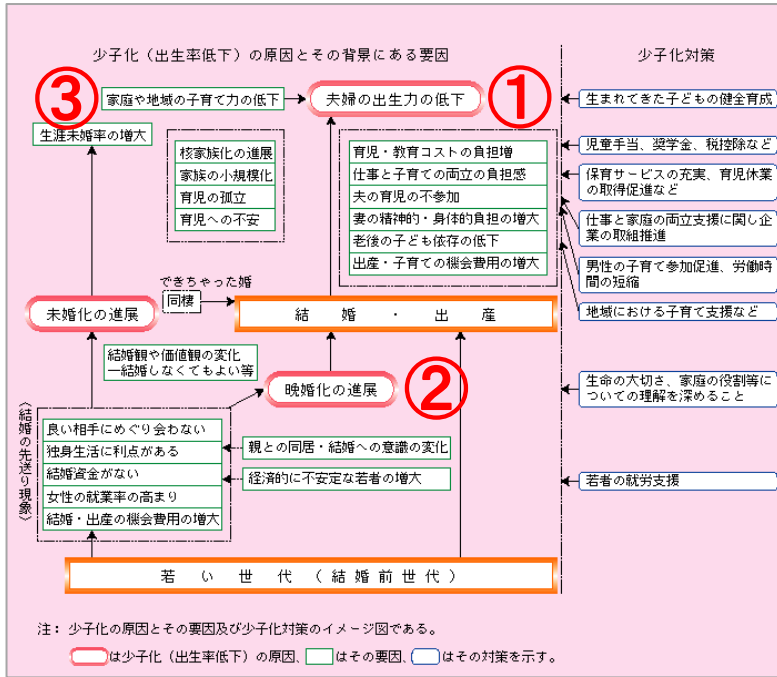 少子化（出生率低下）の原因とその背景にある要因
少子化対策
③
家庭や地域の子育て力の低下
夫婦の出生力の低下
①
生まれてきた子どもの健全育成
生涯未婚率の増大
核家族化の進展
家族の小規模化
育児の孤立
育児への不安
育児・教育コストの負担増
仕事と子育ての両立の負担感
夫の育児の不参加
妻の精神的・身体的負担の増大
老後の子ども依存の低下
出産・子育ての機会費用の増大
児童手当、奨学金、税控除など
保育サービスの充実、育児休業
の取得促進など
仕事と家庭の両立支援に関し企
業の取組推進
男性の子育て参加促進、労働時
間の短縮
地域における子育て支援など
できちゃった婚
同棲
未婚化の進展
結婚・出産
結婚観や価値観の変化
―結婚しなくてもよい等
晩婚化の進展
②
生命の大切さ、家庭の役割等に
ついての理解を深めること
〈結婚の先送り現象〉
良い相手にめぐり会わない
独身生活に利点がある
結婚資金がない
女性の就業率の高まり
結婚・出産の機会費用の増大
親との同居・結婚への意識の変化
経済的に不安定な若者の増大
若者の就労支援
若い世代（結婚前世代）
注：少子化の原因とその要因及び少子化対策のイメージ図である。
は少子化（出生率低下）の原因、はその要因、はその対策を示す。